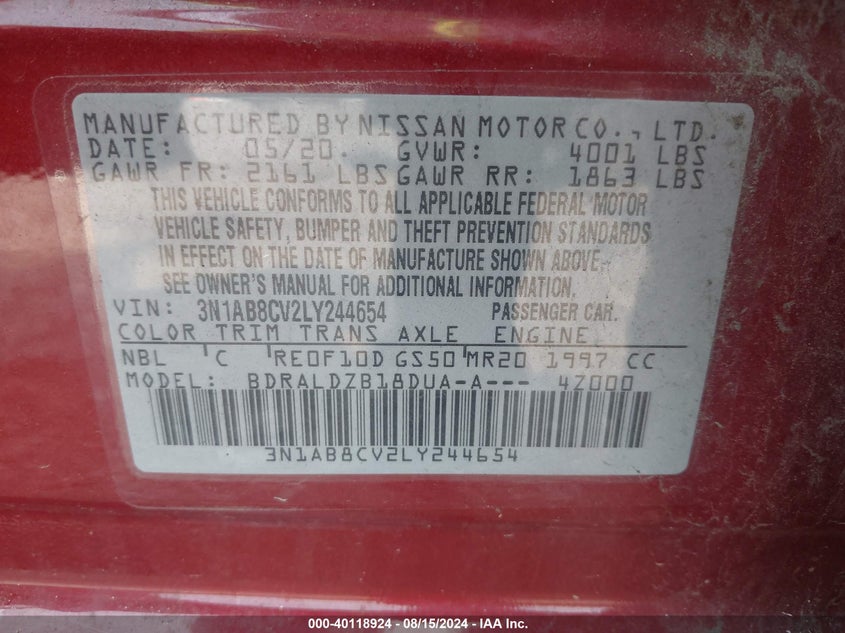 MANUFACTURED BY NISSAN MOTOR CO., LTD.
DATE: 05/20. GVWR: 4001 LBS
GAWR FR: 2161 LBS GAWR RR: 1863 LBS
THIS VEHICLE CONFORMS TO ALL APPLICABLE FEDERAL MOTOR
VEHICLE SAFETY, BUMPER AND THEFT PREVENTION STANDARDS
IN EFFECT ON THE DATE OF MANUFACTURE SHOWN ABOVE.
SEE OWNER'S MANUAL FOR ADDITIONAL INFORMATION.
VIN: 3N1AB8CV2LY244654 PASSENGER CAR.
COLOR TRIM TRANS AXLE ENGINE
NBL C RE0F10D GS50 MR20 1997 CC
MODEL: BDRALDZB18DUA-A--- 4Z000
3N1AB8CV2LY244654
000-40118924 - 08/15/2024 - IAA Inc.